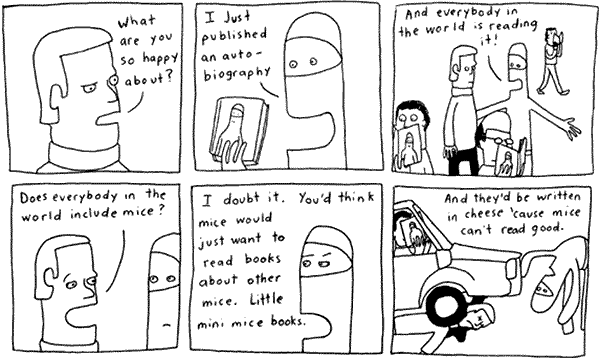 What
are you
so happy
about?
I Just
published
an auto-
biography
And everybody in
the world is reading
it!
Does everybody in the
world include mice?
I doubt it. You'd think
mice would
just want to
read books
about other
mice. Little
mini mice books.
And they'd be written
in cheese 'cause mice
can't read good.